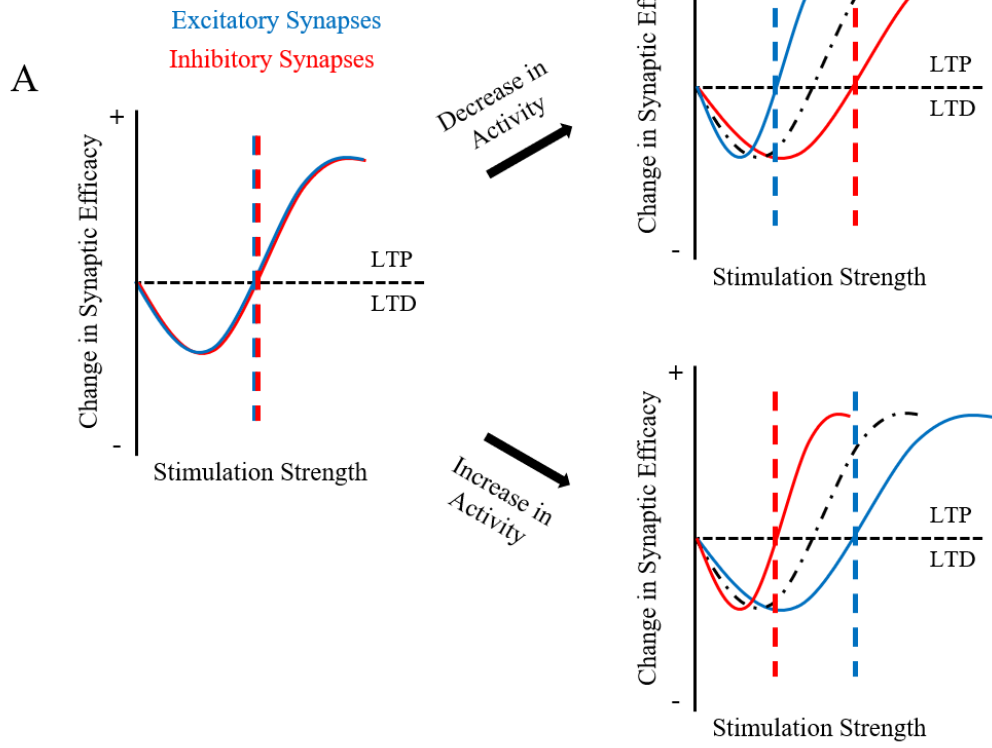 Excitatory Synapses
Inhibitory Synapses
A
+
Change in Synaptic Efficacy
LTP
LTD
-
Stimulation Strength
Decrease in
Activity
Change in Synaptic Efficacy
LTP
LTD
-
Stimulation Strength
Increase in
Activity
+
Change in Synaptic Efficacy
LTP
LTD
-
Stimulation Strength